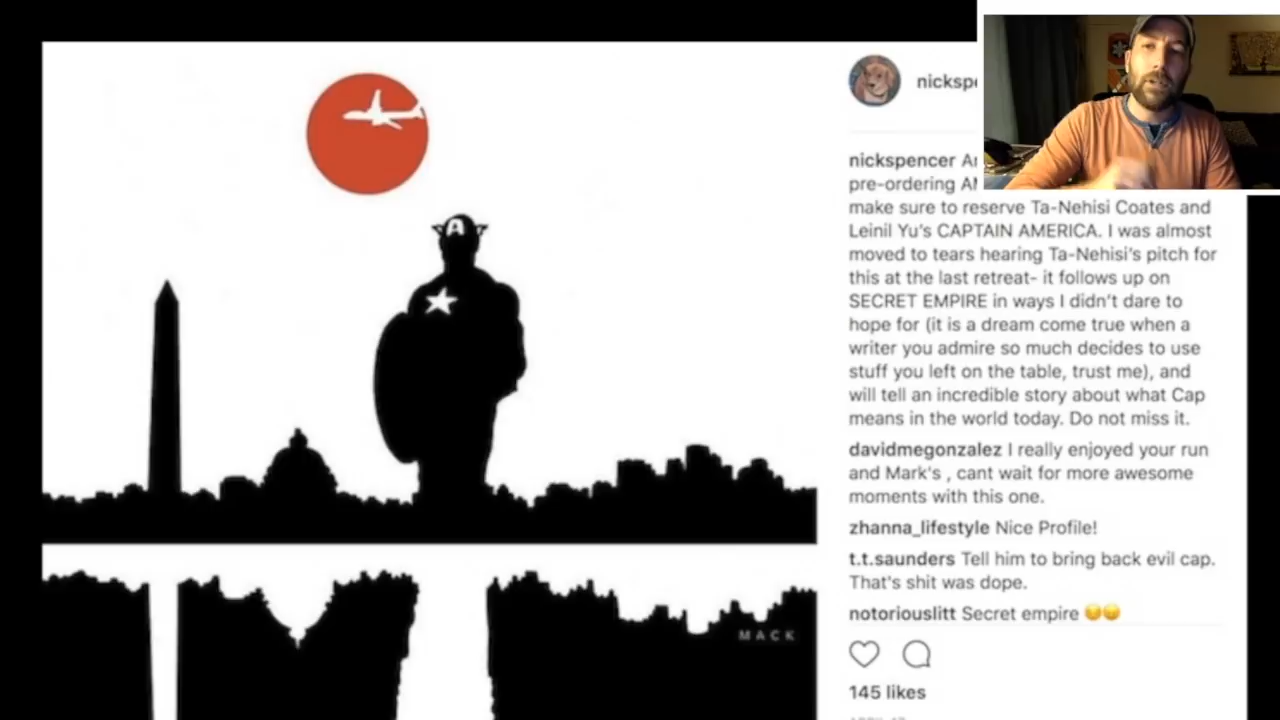 A
nickspe
nickspencer
pre-ordering
make sure to reserve Ta-Nehisi Coates and
Leinil Yu's CAPTAIN AMERICA. I was almost
moved to tears hearing Ta-Nehisi's pitch for
this at the last retreat- it follows up on
SECRET EMPIRE in ways I didn't dare to
hope for (it is a dream come true when a
writer you admire so much decides to use
stuff you left on the table, trust me), and
will tell an incredible story about what Cap
means in the world today. Do not miss it.
davidmegonzalez I really enjoyed your run
and Mark's , cant wait for more awesome
moments with this one.
zhanna_lifestyle Nice Profile!
t.t.saunders Tell him to bring back evil cap.
That's shit was dope.
notoriouslitt Secret empire 😔😔
MACK
145 likes